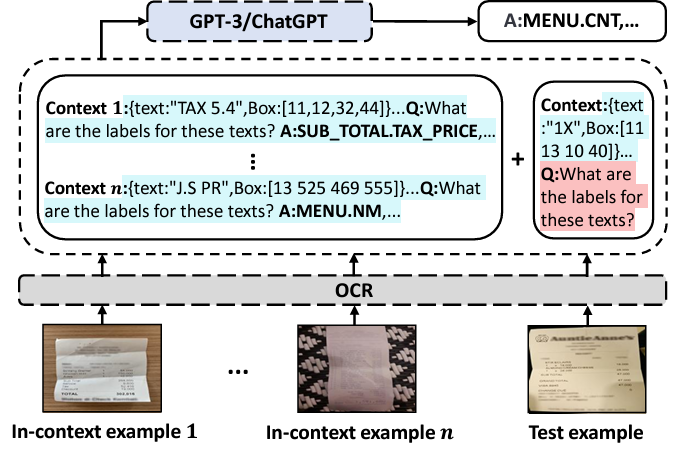 GPT-3/ChatGPT
A:MENU.CNT,...
Context 1:{text:"TAX 5.4",Box:[11,12,32,44]}...Q:What
are the labels for these texts? A:SUB_TOTAL.TAX_PRICE,...
⋮
Context n:{text:"J.S PR",Box:[13 525 469 555]}...Q:What
are the labels for these texts? A:MENU.NM,...
+
Context:{text
:"1X",Box:[11
13 10 40]}...
Q:What are
the labels for
these texts?
OCR
TOTAL
Auntie Anne's
...
In-context example 1
In-context example n
Test example